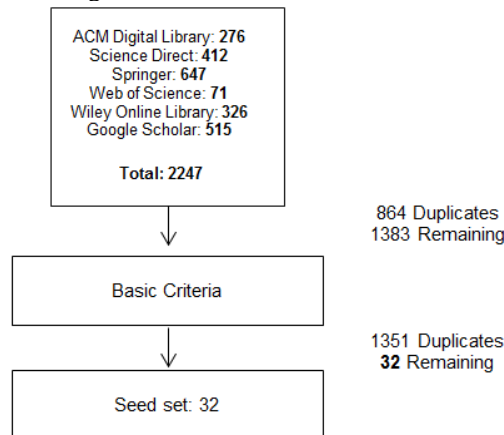 ACM Digital Library: 276
Science Direct: 412
Springer: 647
Web of Science: 71
Wiley Online Library: 326
Google Scholar: 515
Total: 2247
864 Duplicates
1383 Remaining
Basic Criteria
1351 Duplicates
32 Remaining
Seed set: 32